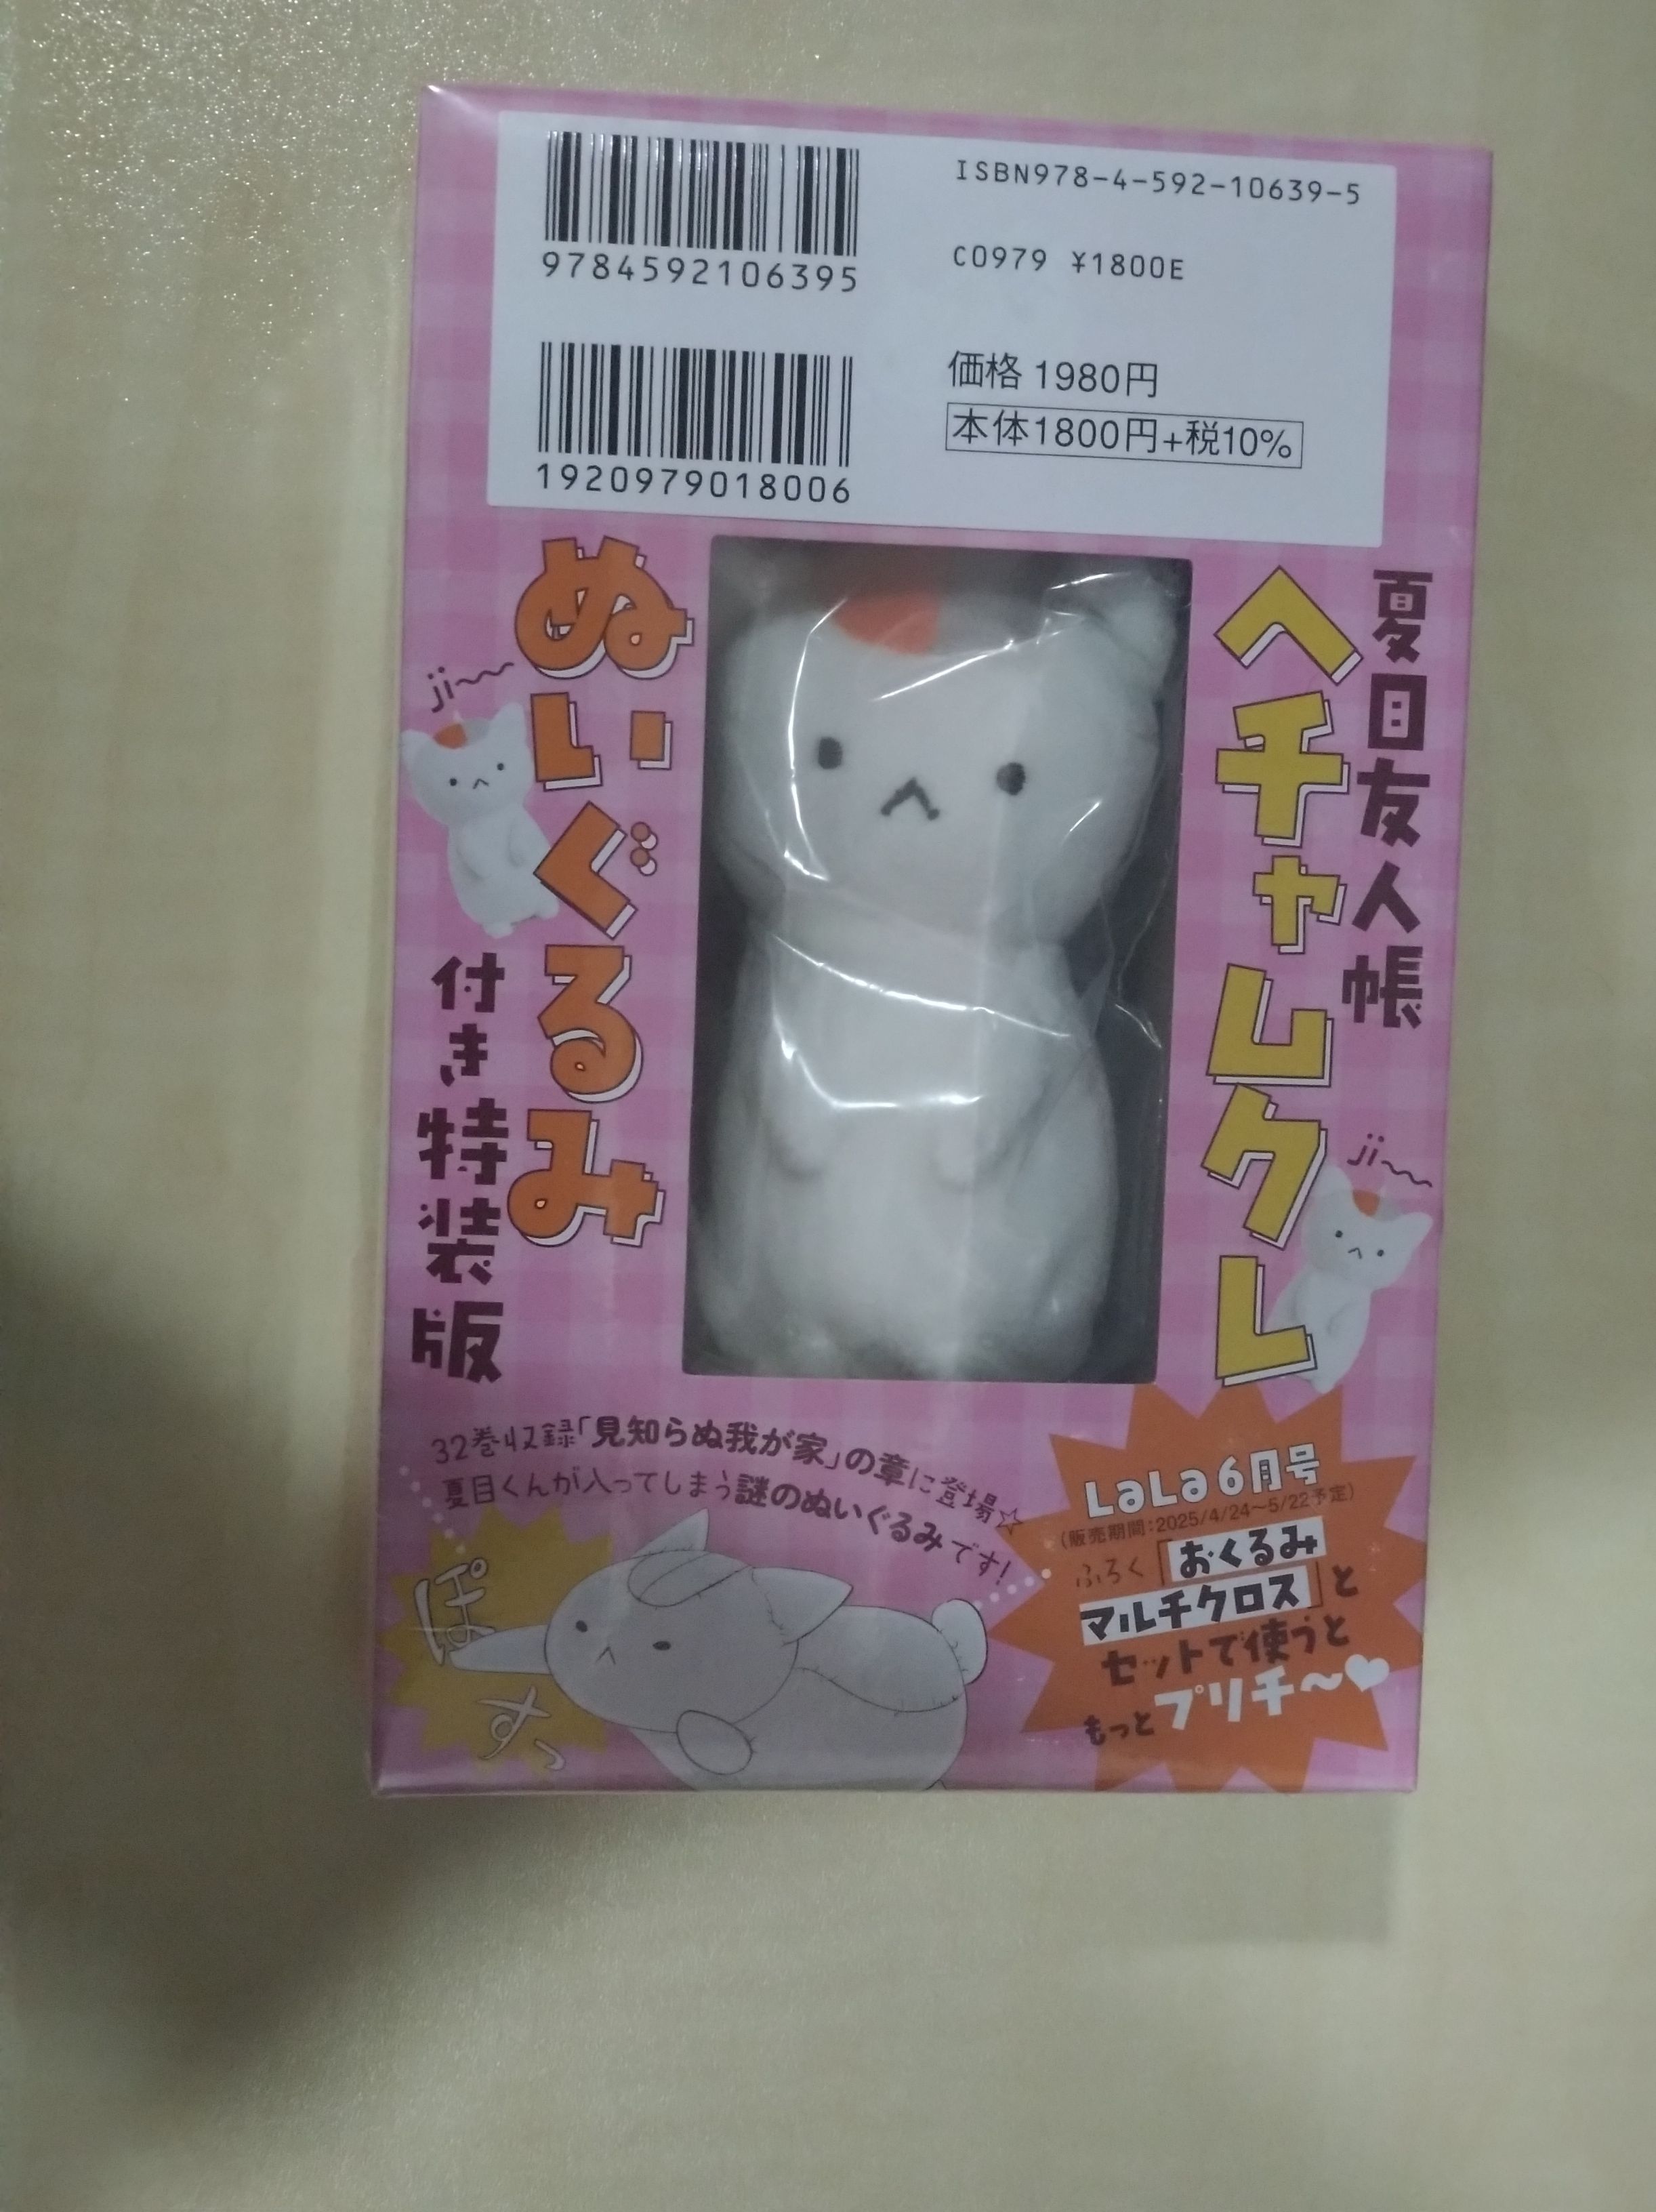 ISBN978-4-592-10639-5
9784592106395
C0979 ¥1800E
価格 1980円
本体1800円+税10%
1920979018006
夏目友人帳
ヘチャムクレ
ぬいぐるみ
付き特装版
ji〜〜
ji〜〜
32巻収録「見知らぬ我が家」の章に登場☆
夏目くんが入ってしまう謎のぬいぐるみです!
ぽ
すっ
LaLa6月号
(販売期間:2025/4/24〜5/22予定)
ふろく「おくるみ
マルチクロス」と
セットで使うと
もっとプリチ〜♥